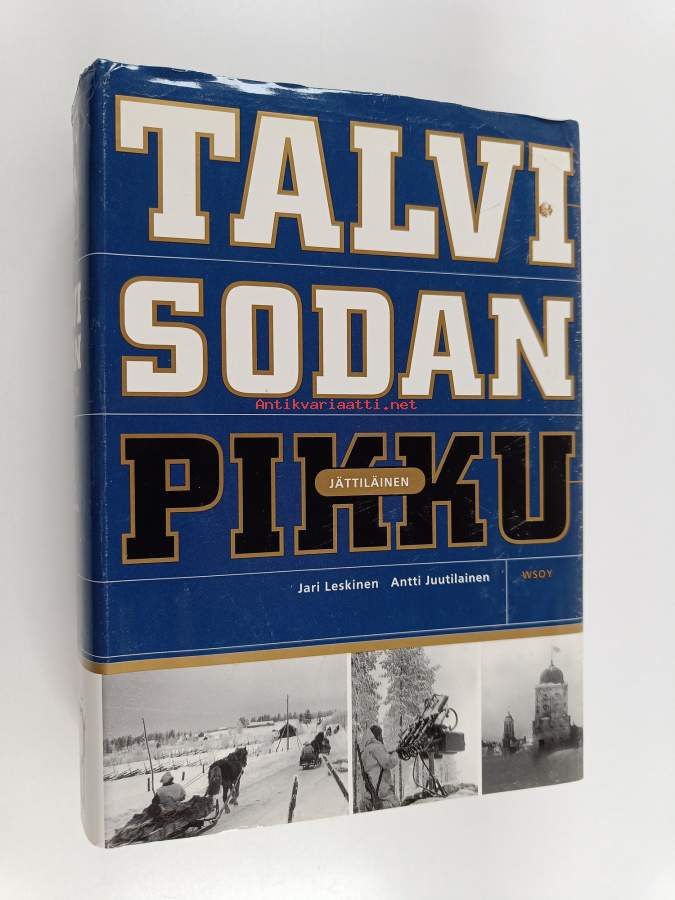 TALVI
SODAN
Antikvariaatti.net
PIKKU
JÄTTILÄINEN
Jari Leskinen Antti Juutilainen WSOY